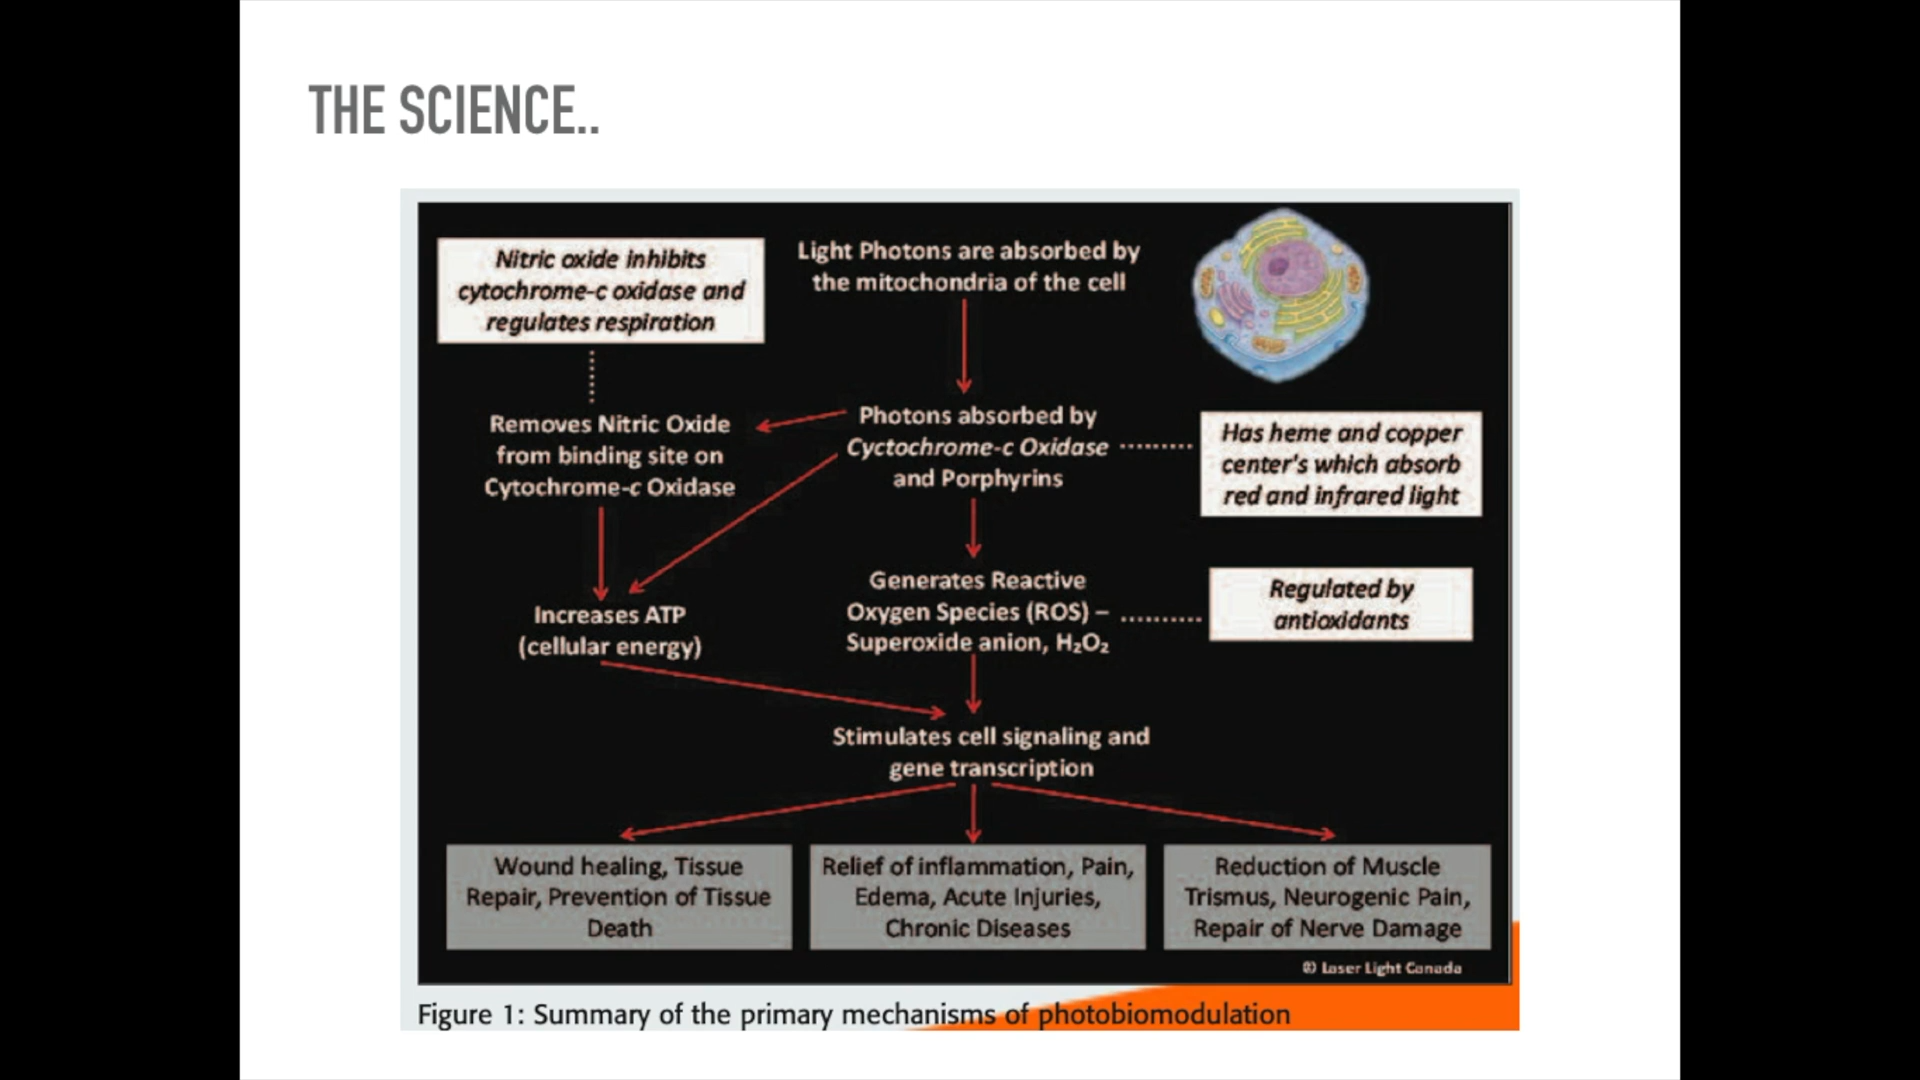 THE SCIENCE..
Nitric oxide inhibits
cytochrome-c oxidase and
regulates respiration
Light Photons are absorbed by
the mitochondria of the cell
Removes Nitric Oxide
from binding site on
Cytochrome-c Oxidase
Photons absorbed by
Cyctochrome-c Oxidase
and Porphyrins
Has heme and copper
center's which absorb
red and infrared light
Increases ATP
(cellular energy)
Generates Reactive
Oxygen Species (ROS) –
Superoxide anion, H₂O₂
Regulated by
antioxidants
Stimulates cell signaling and
gene transcription
Wound healing, Tissue
Repair, Prevention of Tissue
Death
Relief of inflammation, Pain,
Edema, Acute Injuries,
Chronic Diseases
Reduction of Muscle
Trismus, Neurogenic Pain,
Repair of Nerve Damage
© Laser Light Canada
Figure 1: Summary of the primary mechanisms of photobiomodulation